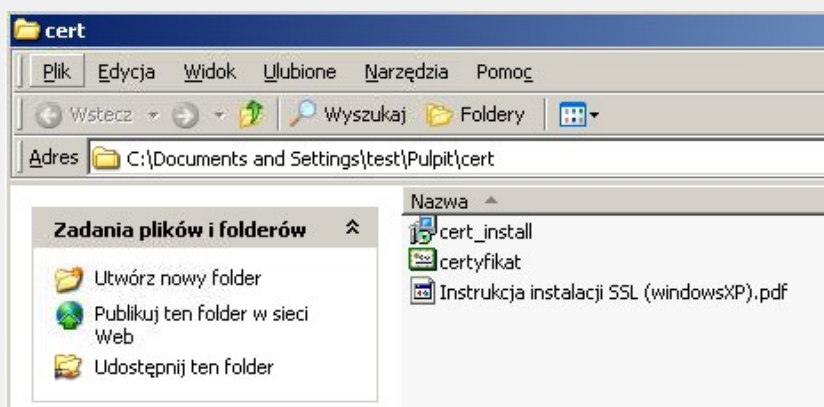 cert
Plik Edycja Widok Ulubione Narzędzia Pomoc
Wstecz Wyszukaj Foldery
Adres C:\Documents and Settings\test\Pulpit\cert
Nazwa
Zadania plików i folderów
Utwórz nowy folder
Publikuj ten folder w sieci
Web
Udostępnij ten folder
cert_install
certyfikat
Instrukcja instalacji SSL (windowsXP).pdf